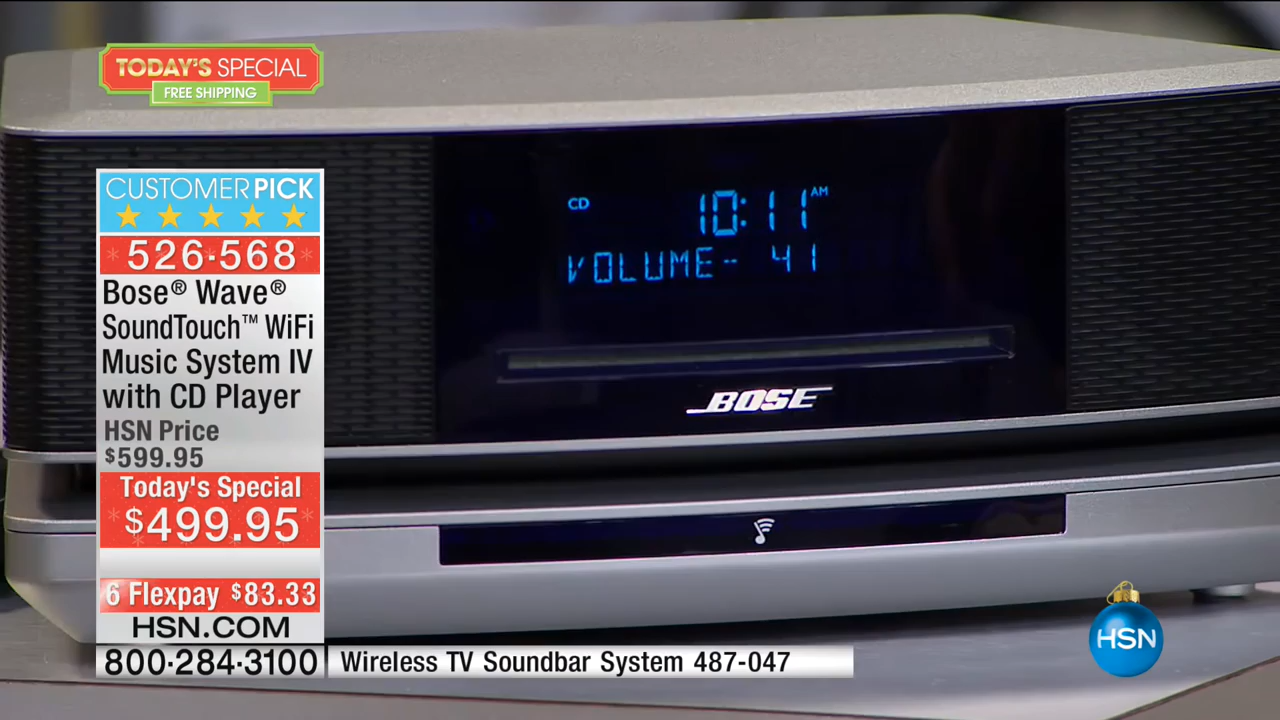 TODAY'S SPECIAL
FREE SHIPPING
CUSTOMER PICK
526-568
Bose® Wave®
SoundTouch™ WiFi
Music System IV
with CD Player
HSN Price
$599.95
Today's Special
$499.95
6 Flexpay $83.33
HSN.COM
800·284·3100
Wireless TV Soundbar System 487-047
CD 10:11 AM
VOLUME- 41
BOSE
HSN